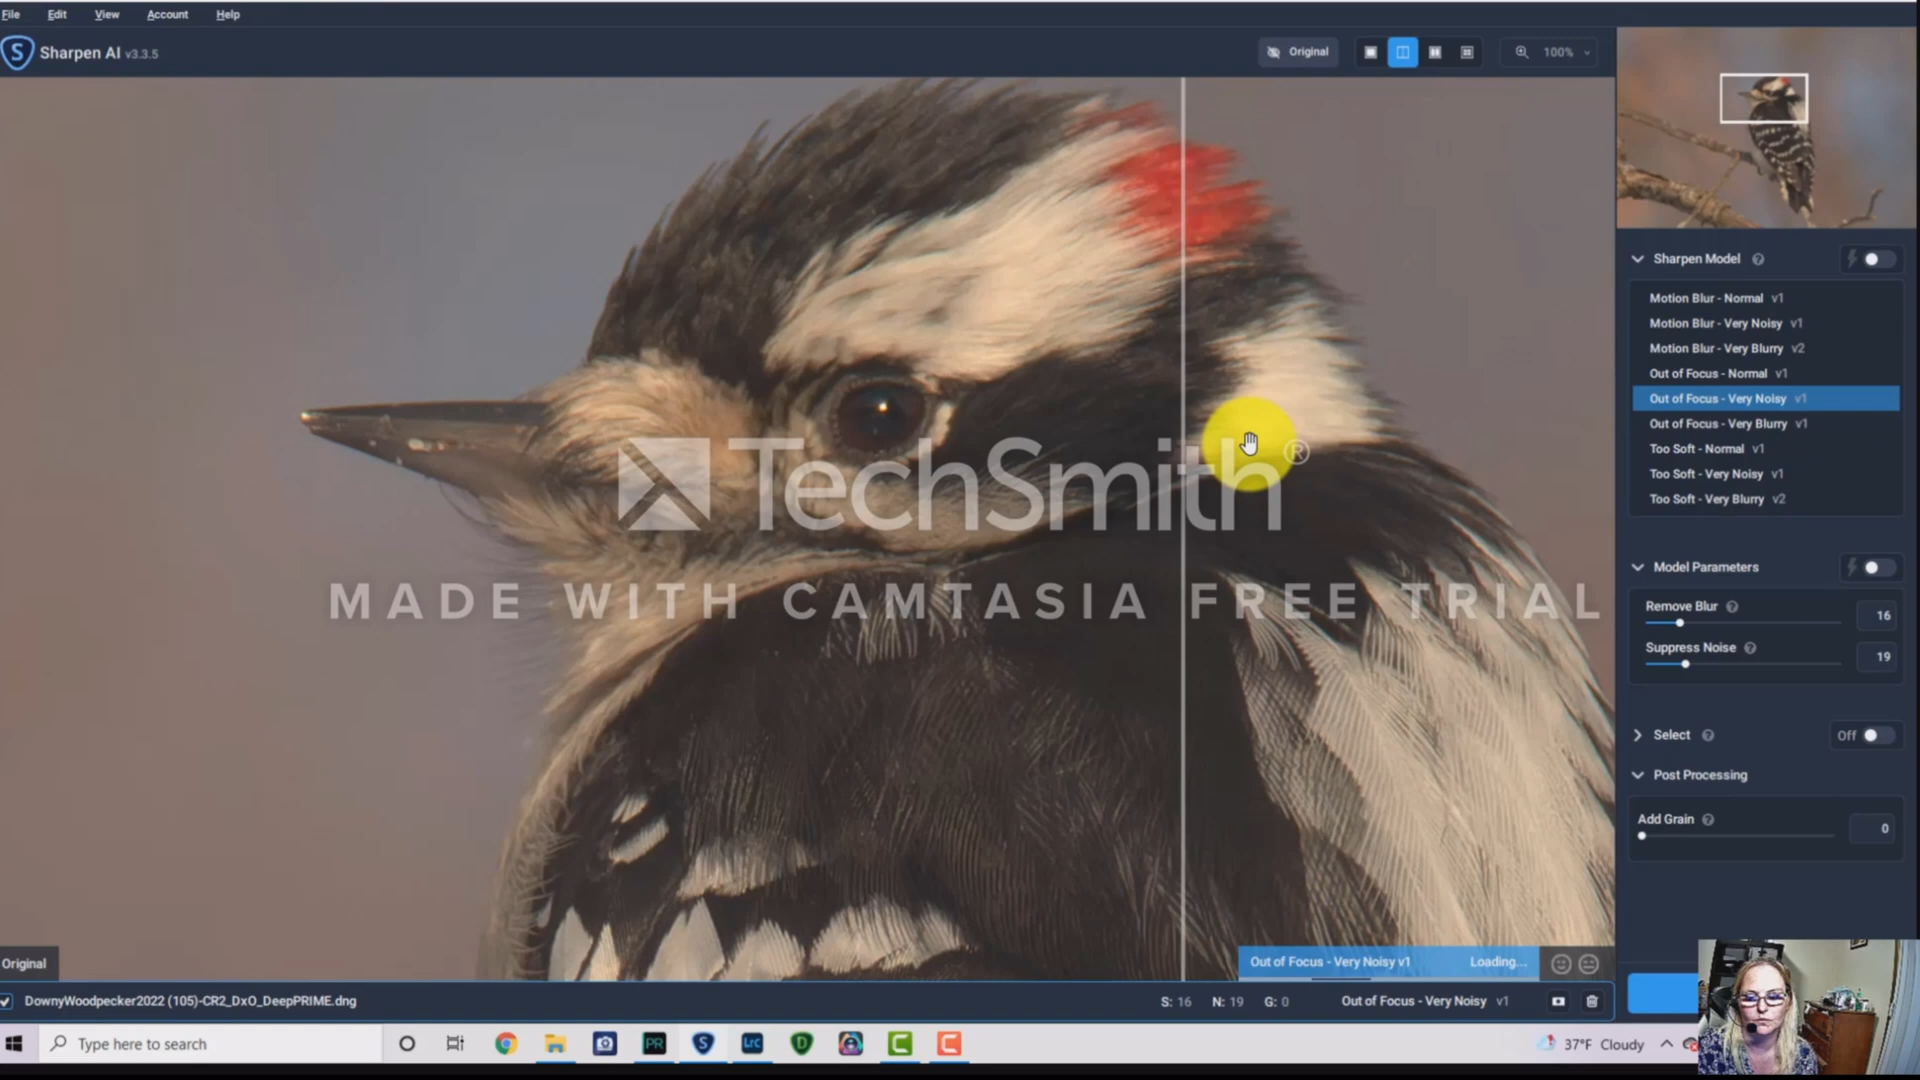 File Edit View Account Help
Sharpen AI v3.3.5
Original
100%
Sharpen Model
Motion Blur - Normal v1
Motion Blur - Very Noisy v1
Motion Blur - Very Blurry v2
Out of Focus - Normal v1
Out of Focus - Very Noisy v1
Out of Focus - Very Blurry v1
Too Soft - Normal v1
Too Soft - Very Noisy v1
Too Soft - Very Blurry v2
TechSmith®
MADE WITH CAMTASIA FREE TRIAL
Model Parameters
Remove Blur 16
Suppress Noise 19
Select Off
Post Processing
Add Grain 0
Original
Out of Focus - Very Noisy v1 Loading...
DownyWoodpecker2022 (105)-CR2_DxO_DeepPRIME.dng
S: 16 N: 19 G: 0 Out of Focus - Very Noisy v1
Type here to search
PR
S
LrC
D
37°F Cloudy